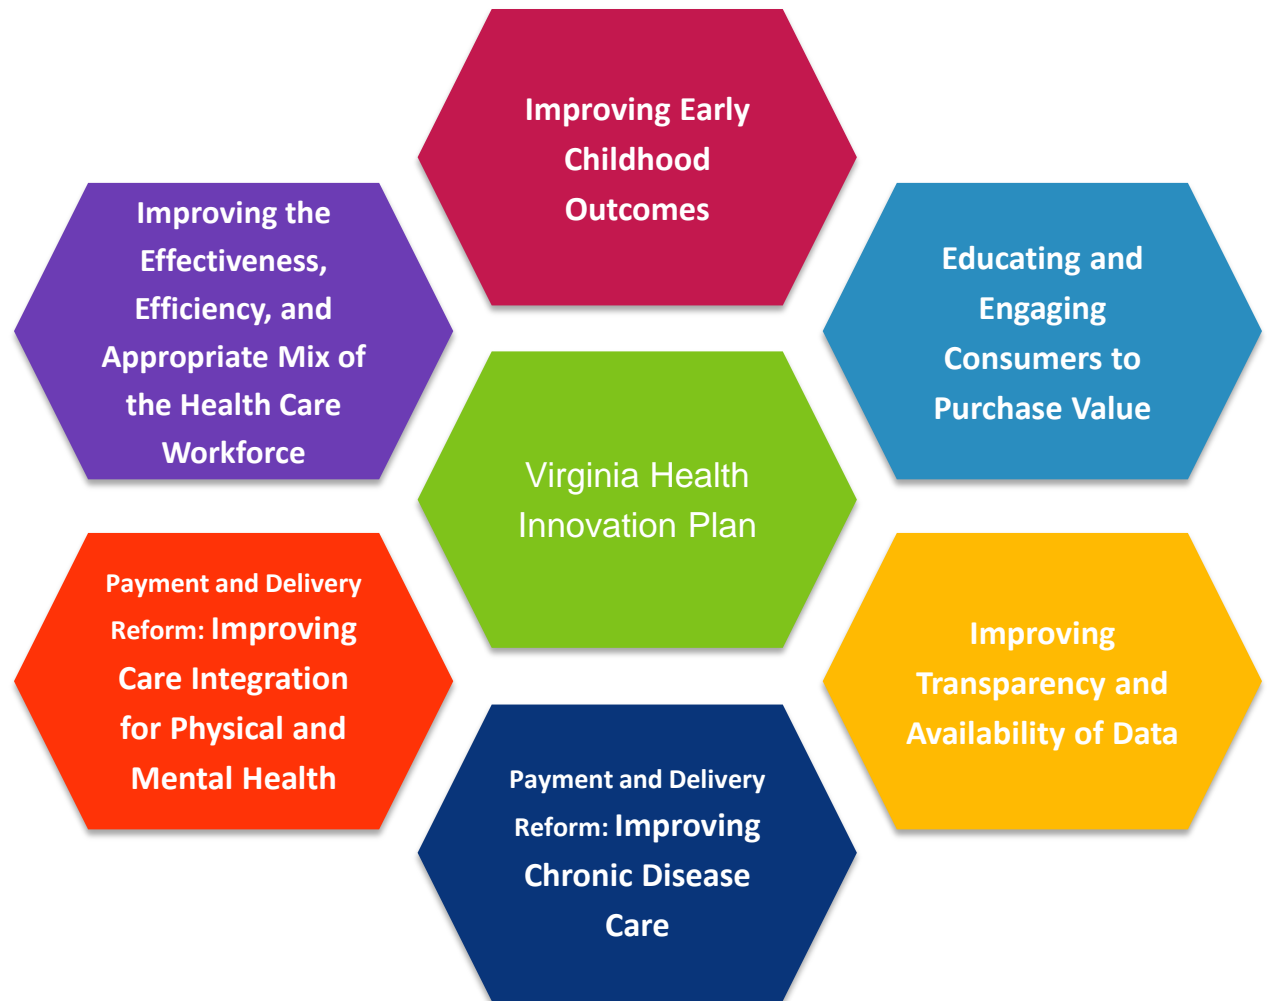 Improving Early
Childhood
Outcomes
Improving the
Effectiveness,
Efficiency, and
Appropriate Mix of
the Health Care
Workforce
Educating and
Engaging
Consumers to
Purchase Value
Virginia Health
Innovation Plan
Payment and Delivery
Reform: Improving
Care Integration
for Physical and
Mental Health
Improving
Transparency and
Availability of Data
Payment and Delivery
Reform: Improving
Chronic Disease
Care